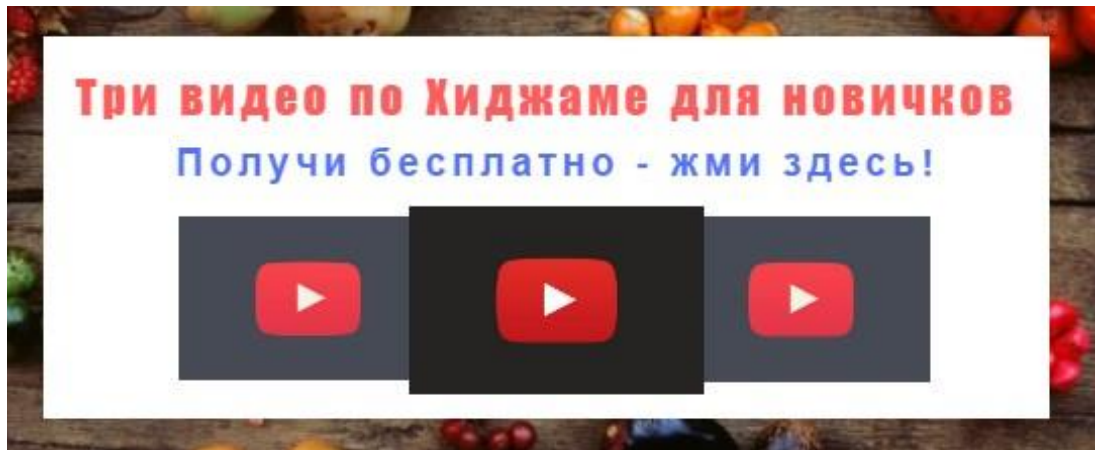 Три видео по Хиджаме для новичков
Получи бесплатно - жми здесь!